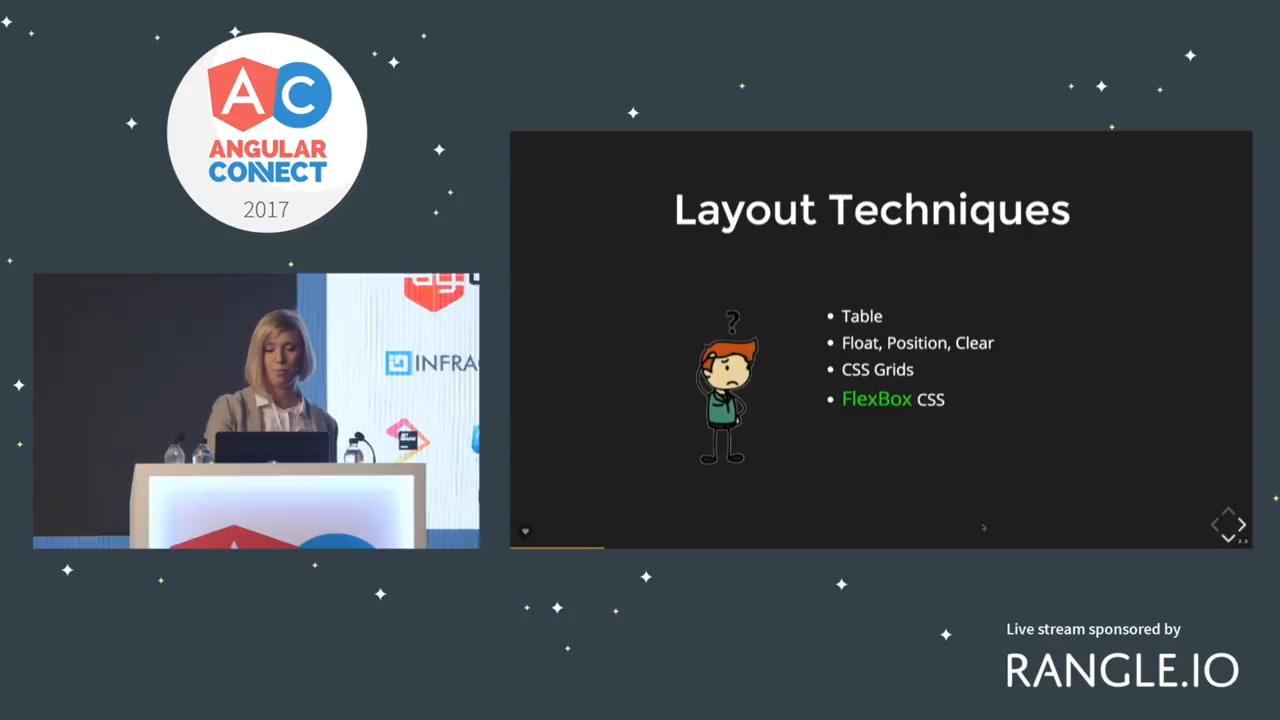 AC
ANGULAR
CONNECT
2017
Layout Techniques
?
• Table
• Float, Position, Clear
• CSS Grids
• FlexBox CSS
INFRA
Live stream sponsored by
RANGLE.IO